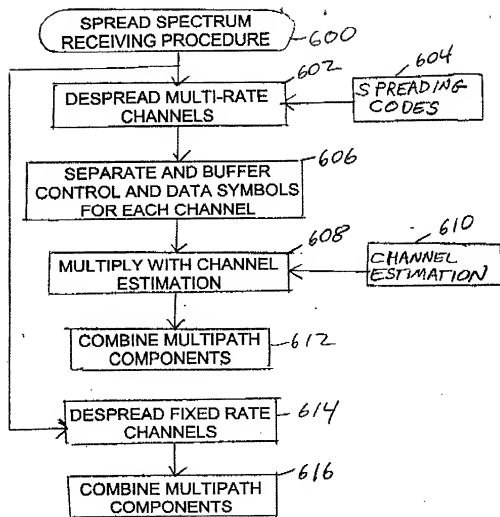 SPREAD SPECTRUM
RECEIVING PROCEDURE
600
602
604
DESPREAD MULTI-RATE
CHANNELS
SPREADING
CODES
606
SEPARATE AND BUFFER
CONTROL AND DATA SYMBOLS
FOR EACH CHANNEL
608
610
MULTIPLY WITH CHANNEL
ESTIMATION
CHANNEL
ESTIMATION
COMBINE MULTIPATH
COMPONENTS
612
DESPREAD FIXED RATE
CHANNELS
614
616
COMBINE MULTIPATH
COMPONENTS